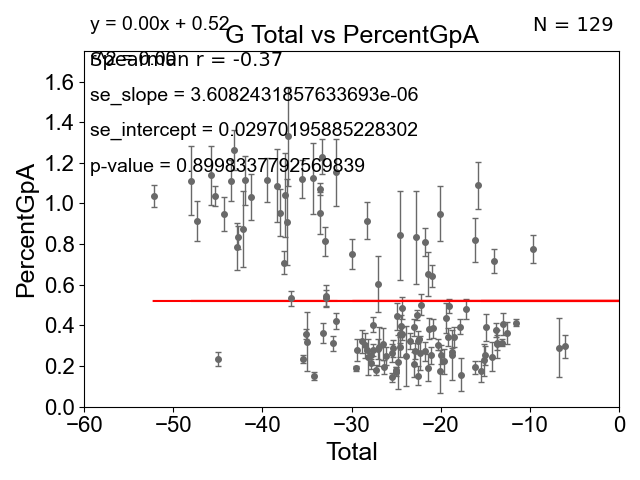 y = 0.00x + 0.52
G Total vs PercentGpA
N = 129
Spearman r = -0.37
se_slope = 3.6082431857633693e-06
se_intercept = 0.02970195885228302
p-value = 0.8998337792569839
PercentGpA
1.6
1.4
1.2
1.0
0.8
0.6
0.4
0.2
0.0
−60
−50
−40
−30
−20
−10
0
Total